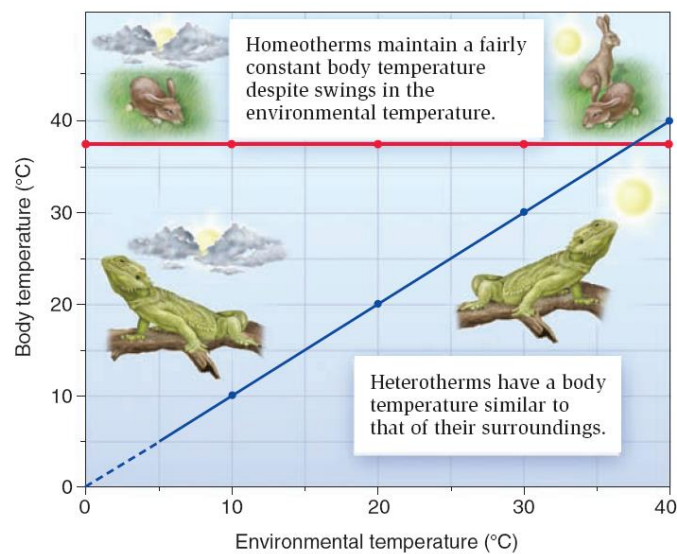 Homeotherms maintain a fairly
constant body temperature
despite swings in the
environmental temperature.
40
30
20
10
0
Body temperature (°C)
Heterotherms have a body
temperature similar to
that of their surroundings.
0 10 20 30 40
Environmental temperature (°C)